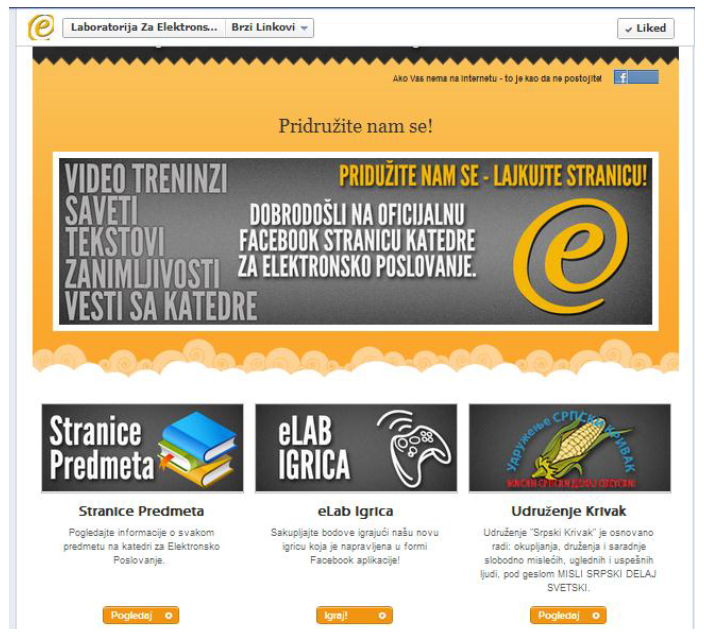 Laboratorija Za Elektrons... Brzi Linkovi
Liked
Ako Vas nema na internetu - to je kao da ne postojite!
Pridružite nam se!
VIDEO TRENINZI
SAVETI
TEKSTOVI
ZANIMLJIVOSTI
VESTI SA KATEDRE
PRIDUŽITE NAM SE - LAJKUJTE STRANICU!
DOBRODOŠLI NA OFICIJALNU
FACEBOOK STRANICU KATEDRE
ZA ELEKTRONSKO POSLOVANJE.
Stranice
Predmeta
Stranice Predmeta
Pogledajte informacije o svakom
predmetu na katedri za Elektronsko
Poslovanje.
Pogledaj
eLAB
IGRICA
eLab Igrica
Sakupljajte bodove igrajući našu novu
igricu koja je napravljena u formi
Facebook aplikacije!
Igraj!
Удружење СРПСКИ КРИВАК
Udruženje Krivak
Udruženje "Srpski Krivak" je osnovano
radi: okupljanja, druženja i saradnje
slobodno mislećih, uglednih i uspešnih
ljudi, pod geslom MISLI SRPSKI DELAJ
SVETSKI.
Pogledaj